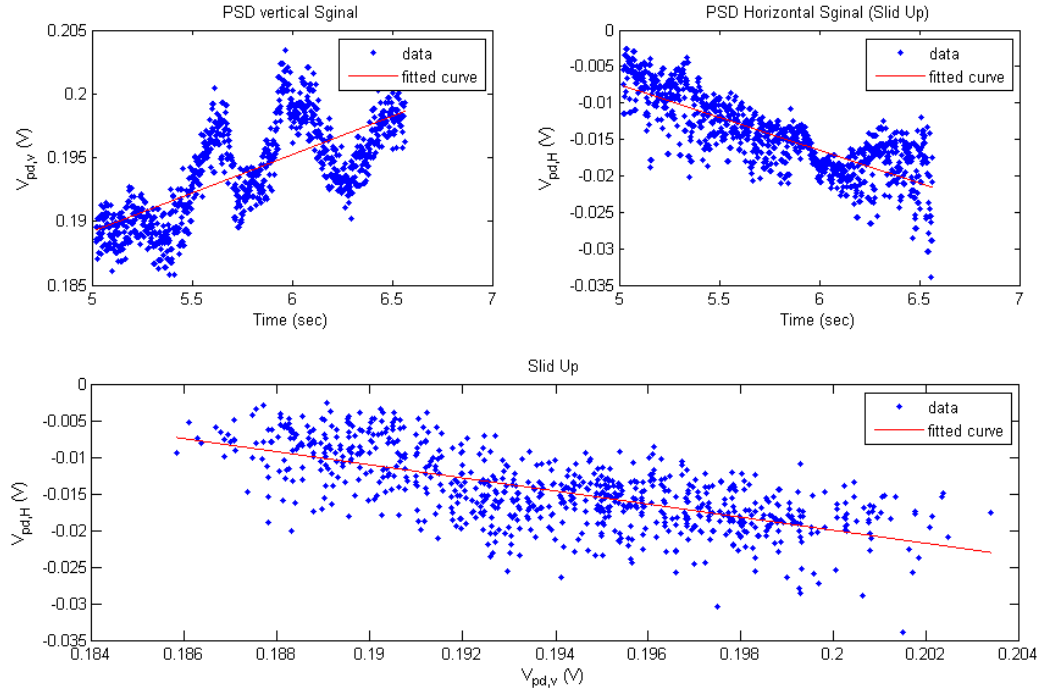 PSD vertical Sginal
0.205
0.2
0.195
0.19
0.185
V_pd,v (V)
data
fitted curve
5
5.5
6
6.5
7
Time (sec)
PSD Horizontal Sginal (Slid Up)
0
-0.005
-0.01
-0.015
-0.02
-0.025
-0.03
-0.035
V_pd,H (V)
data
fitted curve
5
5.5
6
6.5
7
Time (sec)
Slid Up
0
-0.005
-0.01
-0.015
-0.02
-0.025
-0.03
-0.035
V_pd,H (V)
data
fitted curve
0.184
0.186
0.188
0.19
0.192
0.194
0.196
0.198
0.2
0.202
0.204
V_pd,v (V)